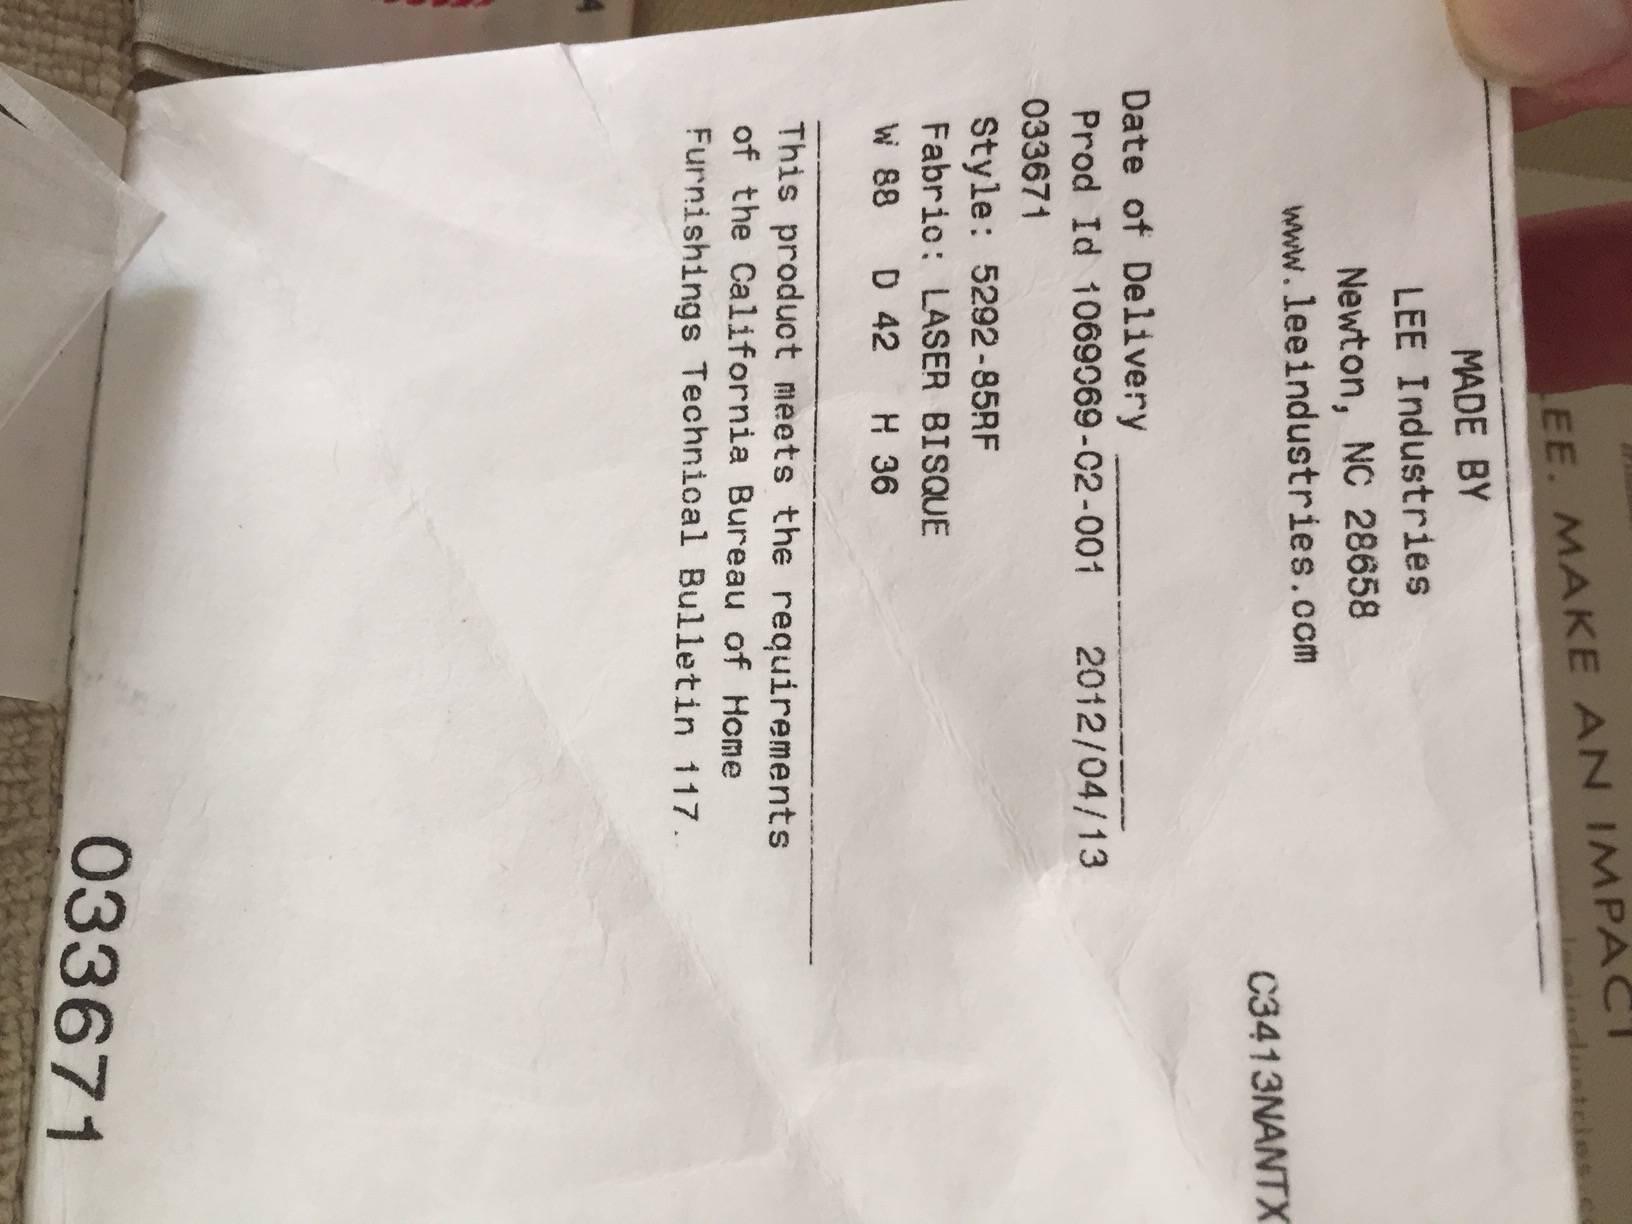 MADE BY
LEE Industries
Newton, NC 28658
www.leeindustries.com
C3413NANTX
Date of Delivery
Prod Id 1069069-02-001 2012/04/13
033671
Style: 5292-85RF
Fabric: LASER BISQUE
W 88 D 42 H 36
This product meets the requirements
of the California Bureau of Home
Furnishings Technical Bulletin 117.
033671
EE. MAKE AN IMPACT